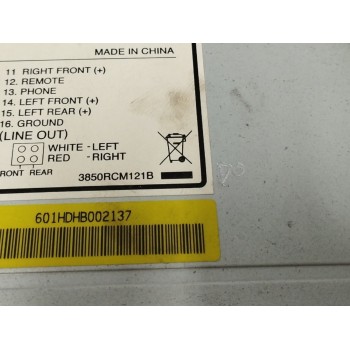 MADE IN CHINA
11 RIGHT FRONT (+)
12. REMOTE
13. PHONE
14. LEFT FRONT (+)
15. LEFT REAR (+)
16. GROUND
(LINE OUT)
WHITE - LEFT
RED - RIGHT
FRONT REAR
3850RCM121B
601HDHB002137